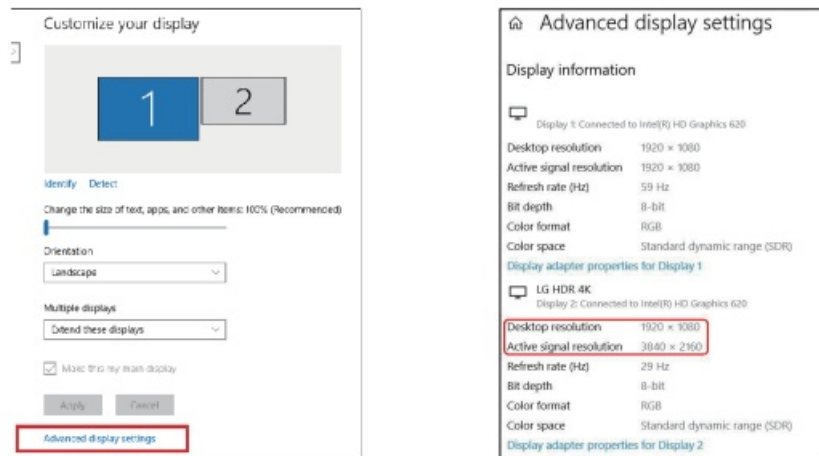 Customize your display
1
2
Identify Detect
Change the size of text, apps, and other items: 100% (Recommended)
Orientation
Landscape
Multiple displays
Extend these displays
Make this my main display
Apply Cancel
Advanced display settings
Advanced display settings
Display information
Display 1: Connected to Intel(R) HD Graphics 620
Desktop resolution 1920 × 1080
Active signal resolution 1920 × 1080
Refresh rate (Hz) 59 Hz
Bit depth 8-bit
Color format RGB
Color space Standard dynamic range (SDR)
Display adapter properties for Display 1
LG HDR 4K
Display 2: Connected to Intel(R) HD Graphics 620
Desktop resolution 1920 × 1080
Active signal resolution 3840 × 2160
Refresh rate (Hz) 29 Hz
Bit depth 8-bit
Color format RGB
Color space Standard dynamic range (SDR)
Display adapter properties for Display 2